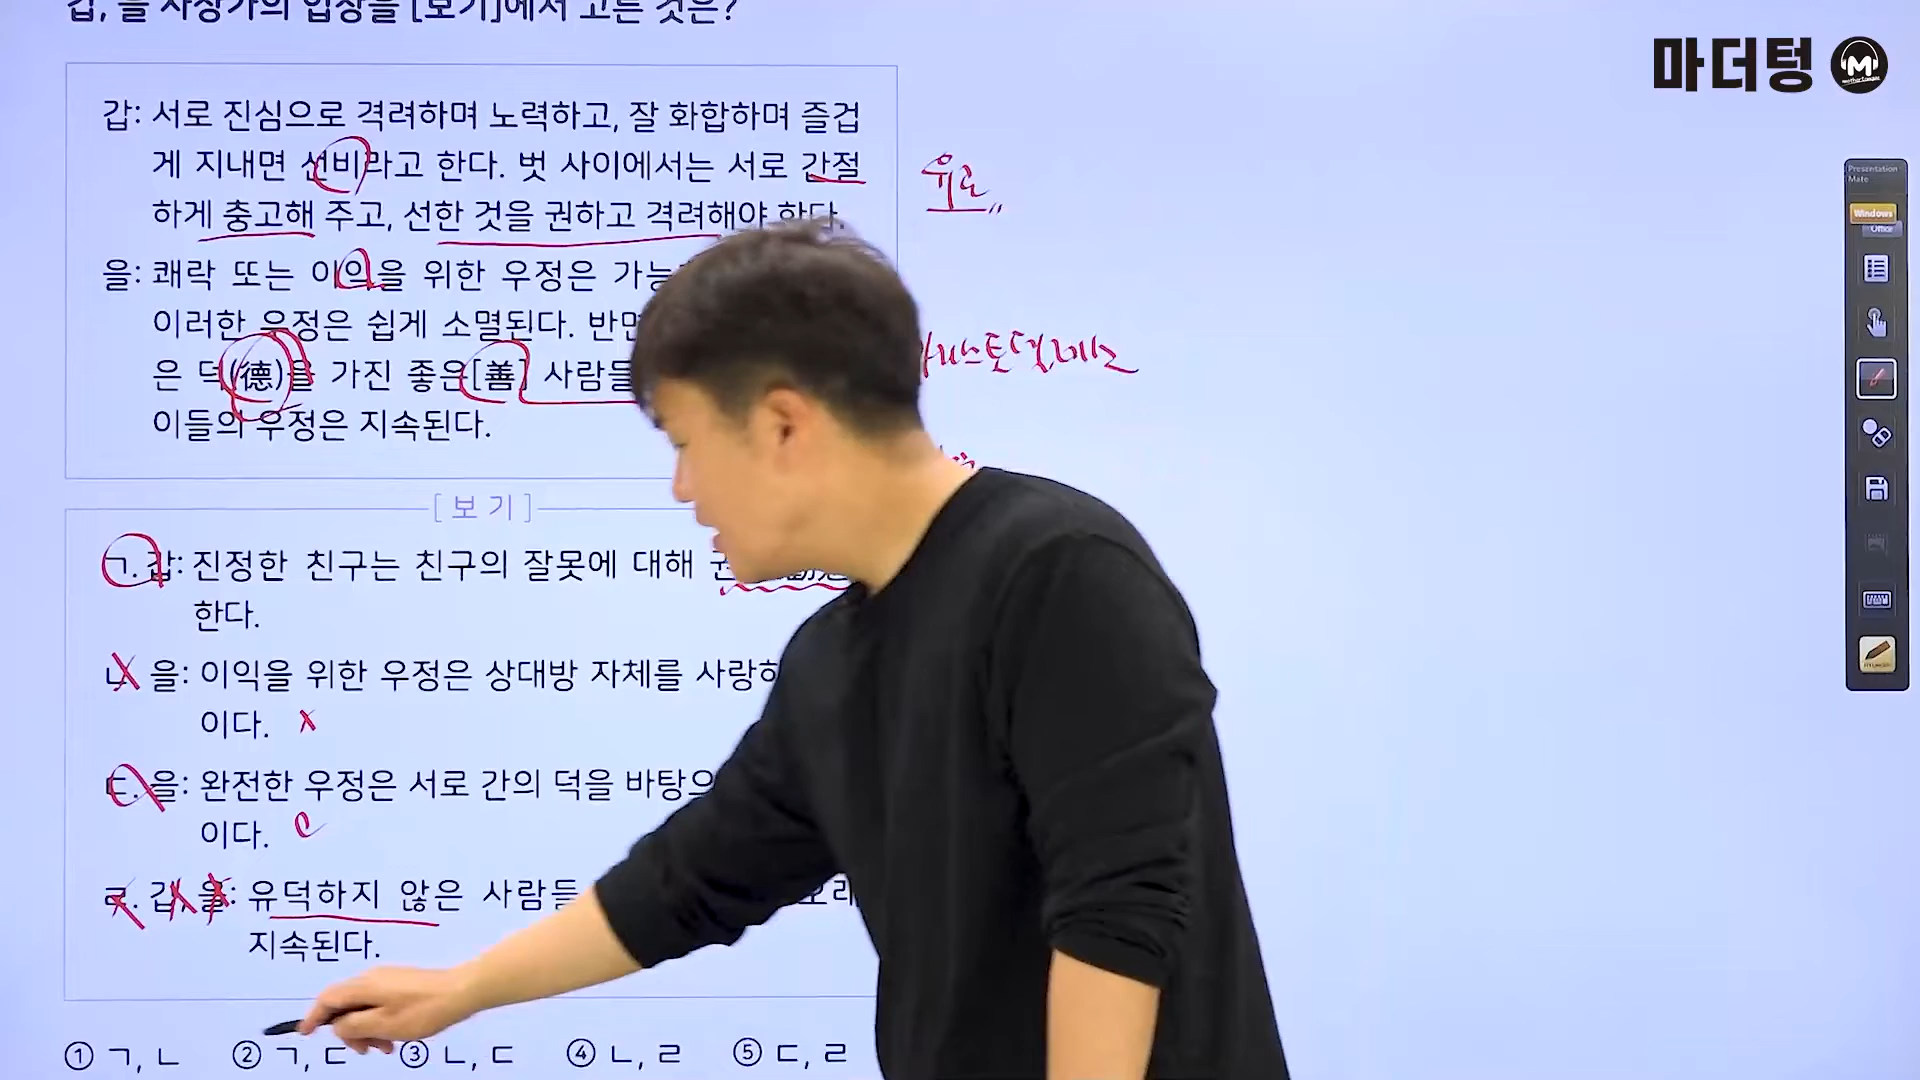 갑, 을 사상가의 입장을 [보기]에서 고른 것은?
마더텅
갑: 서로 진심으로 격려하며 노력하고, 잘 화합하며 즐겁
게 지내면 선비라고 한다. 벗 사이에서는 서로 간절
하게 충고해 주고, 선한 것을 권하고 격려해야 한다.
유교
을: 쾌락 또는 이익을 위한 우정은 가능
이러한 우정은 쉽게 소멸된다. 반면
은 덕(德)을 가진 좋은[善] 사람들
이들의 우정은 지속된다.
[보기]
ㄱ. 갑: 진정한 친구는 친구의 잘못에 대해
한다.
ㄴ. 을: 이익을 위한 우정은 상대방 자체를
이다.
ㄷ. 을: 완전한 우정은 서로 간의 덕을
이다.
ㄹ. 갑, 을: 유덕하지 않은 사람들
지속된다.
① ㄱ, ㄴ ② ㄱ, ㄷ ③ ㄴ, ㄷ ④ ㄴ, ㄹ ⑤ ㄷ, ㄹ
Presentation
Mate
Windows
Office